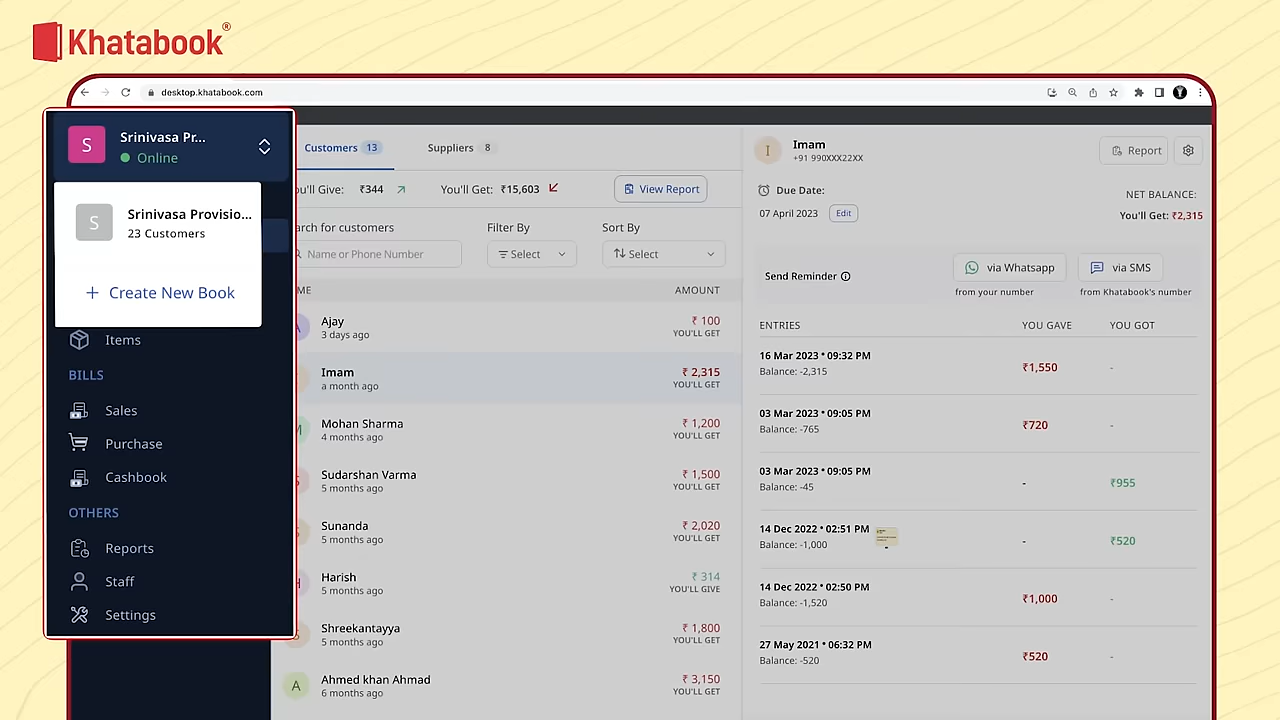 Khatabook®
desktop.khatabook.com
S
Srinivasa Pr...
Online
S
Srinivasa Provisio...
23 Customers
+ Create New Book
Items
BILLS
Sales
Purchase
Cashbook
OTHERS
Reports
Staff
Settings
Customers 13
Suppliers 8
You'll Get: ₹15,603
₹344
View Report
for customers
Filter By
Sort By
Name or Phone Number
Select
Select
AMOUNT
Ajay
3 days ago
₹ 100
YOU'LL GET
Imam
a month ago
₹ 2,315
YOU'LL GET
Mohan Sharma
4 months ago
₹ 1,200
YOU'LL GET
Sudarshan Varma
5 months ago
₹ 1,500
YOU'LL GET
Sunanda
5 months ago
₹ 2,020
YOU'LL GET
Harish
5 months ago
₹ 314
YOU'LL GIVE
Shreekantayya
5 months ago
₹ 1,800
YOU'LL GET
A
Ahmed khan Ahmad
6 months ago
₹ 3,150
YOU'LL GET
I
Imam
+91 990XXX22XX
Report
Due Date:
07 April 2023
Edit
NET BALANCE:
You'll Get: ₹2,315
Send Reminder
via Whatsapp
from your number
via SMS
from Khatabook's number
ENTRIES YOU GAVE YOU GOT
16 Mar 2023 • 09:32 PM
Balance: -2,315
₹1,550 -
03 Mar 2023 • 09:05 PM
Balance: -765
₹720 -
03 Mar 2023 • 09:05 PM
Balance: -45
- ₹955
14 Dec 2022 • 02:51 PM
Balance: -1,000
- ₹520
14 Dec 2022 • 02:50 PM
Balance: -1,520
₹1,000 -
27 May 2021 • 06:32 PM
Balance: -520
₹520 -